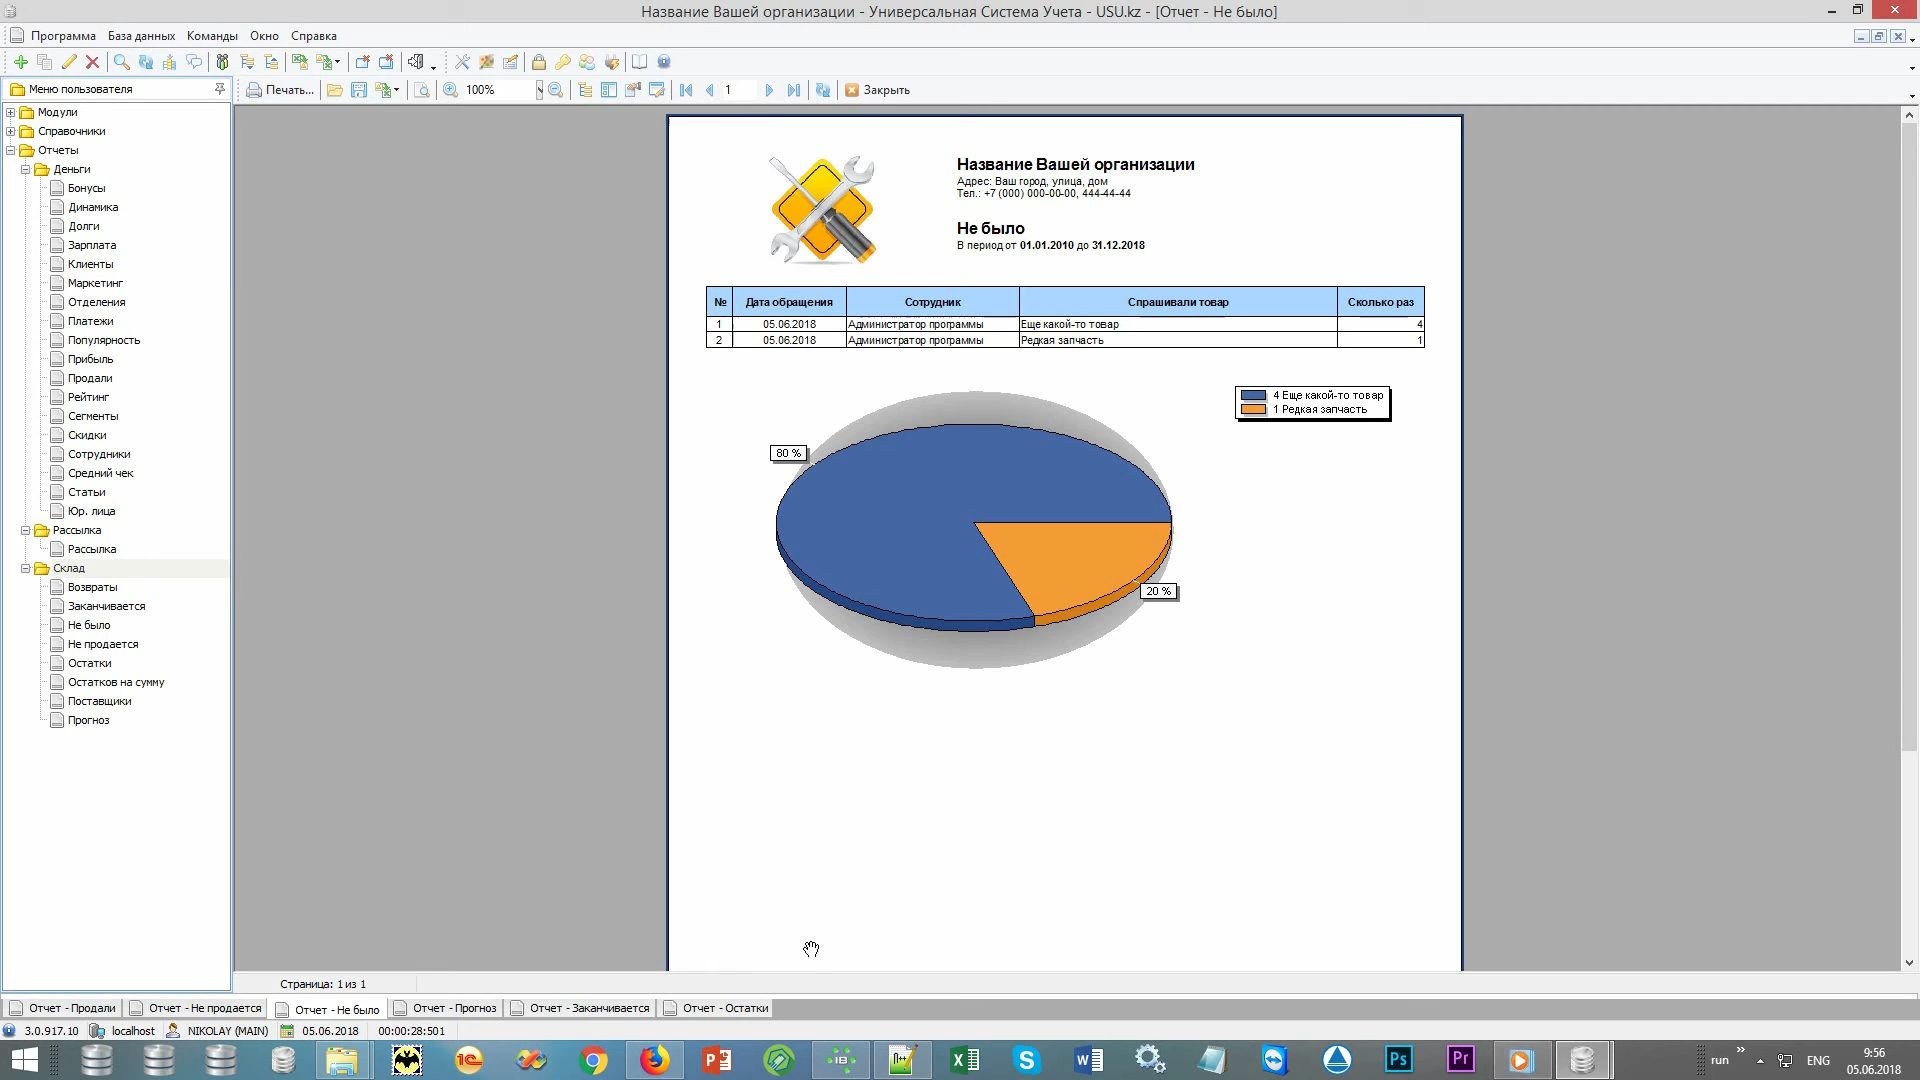 Название Вашей организации - Универсальная Система Учета - USU.kz - [Отчет - Не было]
Программа База данных Команды Окно Справка
Меню пользователя
Печать... 100% 1 Закрыть
Модули
Справочники
Отчеты
Деньги
Бонусы
Динамика
Долги
Зарплата
Клиенты
Маркетинг
Отделения
Платежи
Популярность
Прибыль
Продали
Рейтинг
Сегменты
Скидки
Сотрудники
Средний чек
Статьи
Юр. лица
Рассылка
Рассылка
Склад
Возвраты
Заканчивается
Не было
Не продается
Остатки
Остатков на сумму
Поставщики
Прогноз
Название Вашей организации
Адрес: Ваш город, улица, дом
Тел.: +7 (000) 000-00-00, 444-44-44
Не было
В период от 01.01.2010 до 31.12.2018
№ Дата обращения Сотрудник Спрашивали товар Сколько раз
1 05.06.2018 Администратор программы Еще какой-то товар 4
2 05.06.2018 Администратор программы Редкая запчасть 1
4 Еще какой-то товар
1 Редкая запчасть
80 %
20 %
Страница: 1 из 1
Отчет - Продали Отчет - Не продается Отчет - Не было Отчет - Прогноз Отчет - Заканчивается Отчет - Остатки
3.0.917.10 localhost NIKOLAY (MAIN) 05.06.2018 00:00:28:501
run ENG 9:56
05.06.2018